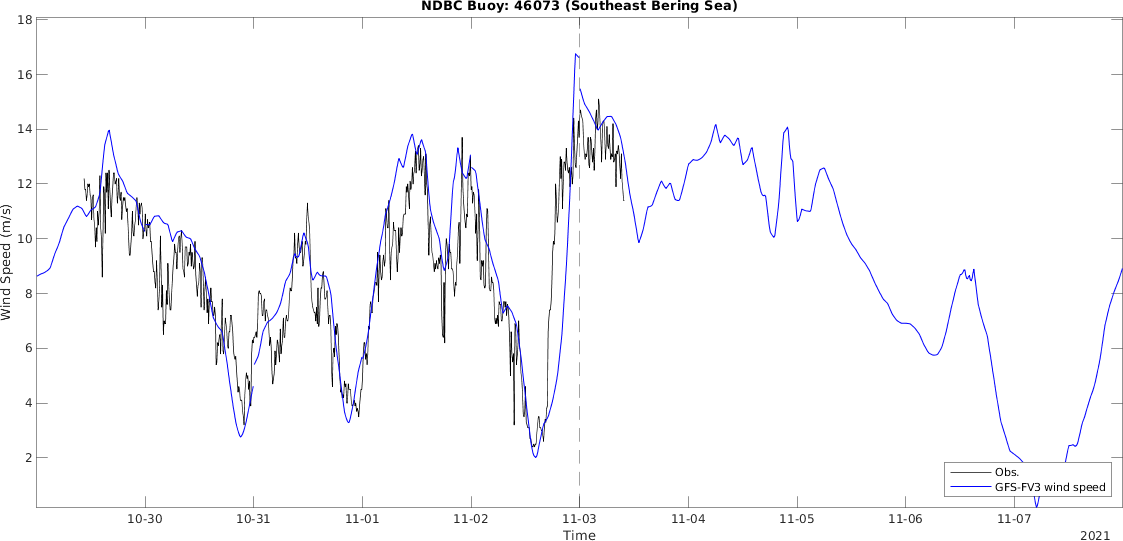 NDBC Buoy: 46073 (Southeast Bering Sea)
18
16
14
12
10
8
6
4
2
Wind Speed (m/s)
Obs.
GFS-FV3 wind speed
10-30 10-31 11-01 11-02 11-03 11-04 11-05 11-06 11-07
Time
2021